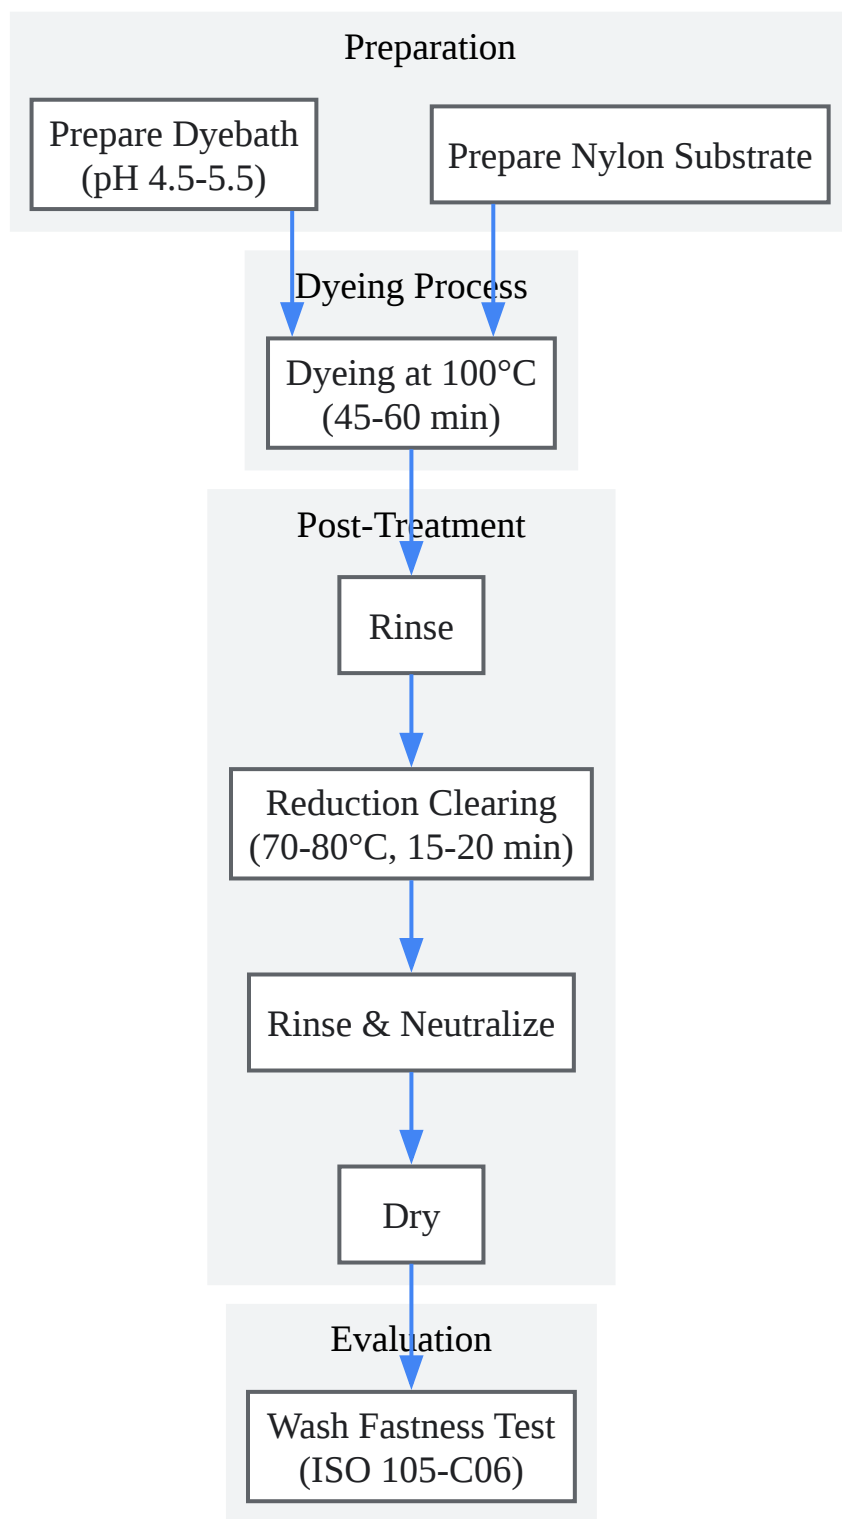 Preparation
Prepare Dyebath
(pH 4.5-5.5)
Prepare Nylon Substrate
Dyeing Process
Dyeing at 100°C
(45-60 min)
Post-Treatment
Rinse
Reduction Clearing
(70-80°C, 15-20 min)
Rinse & Neutralize
Dry
Evaluation
Wash Fastness Test
(ISO 105-C06)